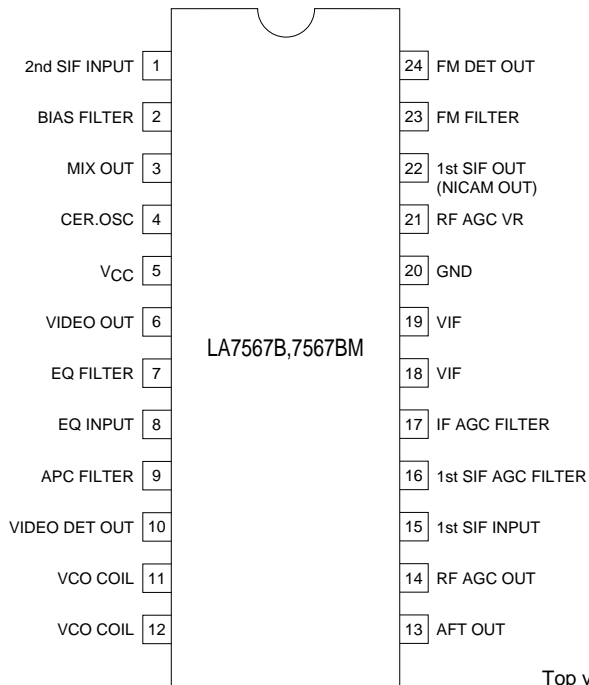 2nd SIF INPUT 1 24 FM DET OUT
BIAS FILTER 2 23 FM FILTER
MIX OUT 3 22 1st SIF OUT
(NICAM OUT)
CER.OSC 4 21 RF AGC VR
VCC 5 20 GND
VIDEO OUT 6 19 VIF
LA7567B,7567BM
EQ FILTER 7 18 VIF
EQ INPUT 8 17 IF AGC FILTER
APC FILTER 9 16 1st SIF AGC FILTER
VIDEO DET OUT 10 15 1st SIF INPUT
VCO COIL 11 14 RF AGC OUT
VCO COIL 12 13 AFT OUT
Top